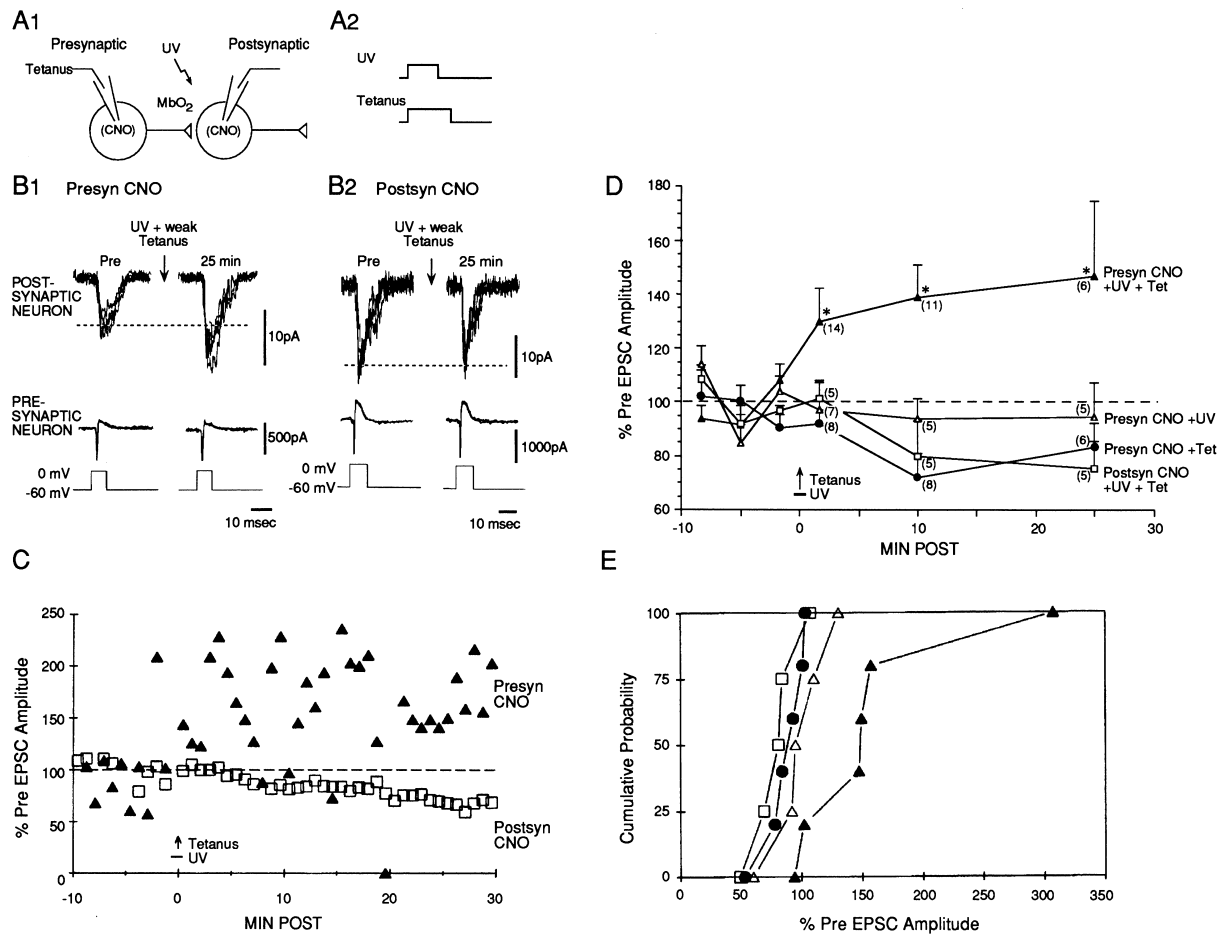 A1
Presynaptic
UV
Postsynaptic
Tetanus
MbO2
(CNO)
(CNO)
A2
UV
Tetanus
B1 Presyn CNO
UV + weak
Tetanus
Pre
25 min
POST-
SYNAPTIC
NEURON
10pA
PRE-
SYNAPTIC
NEURON
500pA
0 mV
-60 mV
10 msec
B2 Postsyn CNO
UV + weak
Tetanus
Pre
25 min
10pA
1000pA
0 mV
-60 mV
10 msec
C
% Pre EPSC Amplitude
250
200
150
100
50
0
Presyn
CNO
Postsyn
CNO
Tetanus
UV
-10
0
10
20
30
MIN POST
D
% Pre EPSC Amplitude
180
160
140
120
100
80
60
*
(14)
*
(11)
*
(6)
Presyn CNO
+UV + Tet
(5)
(7)
(8)
(5)
(5)
(8)
(5)
Presyn CNO +UV
(6)
Presyn CNO +Tet
(5)
Postsyn CNO
+UV + Tet
Tetanus
UV
-10
0
10
20
30
MIN POST
E
Cumulative Probability
100
75
50
25
0
0
50
100
150
200
250
300
350
% Pre EPSC Amplitude